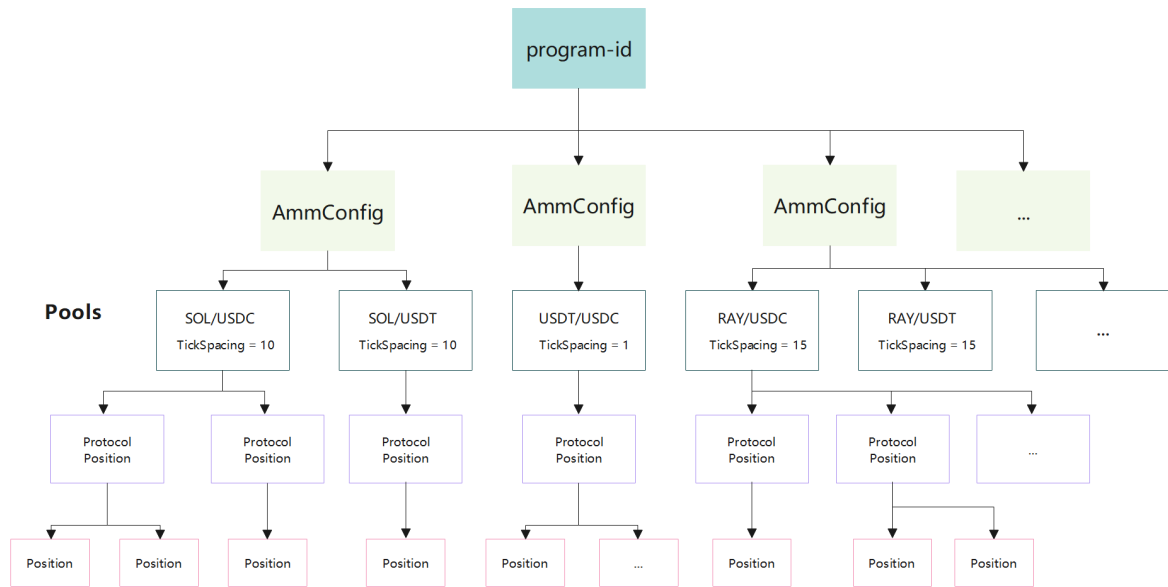 program-id
AmmConfig
AmmConfig
AmmConfig
...
Pools
SOL/USDC
TickSpacing = 10
SOL/USDT
TickSpacing = 10
USDT/USDC
TickSpacing = 1
RAY/USDC
TickSpacing = 15
RAY/USDT
TickSpacing = 15
...
Protocol
Position
Protocol
Position
Protocol
Position
Protocol
Position
Protocol
Position
Protocol
Position
...
Position
Position
Position
Position
Position
...
Position
Position
Position